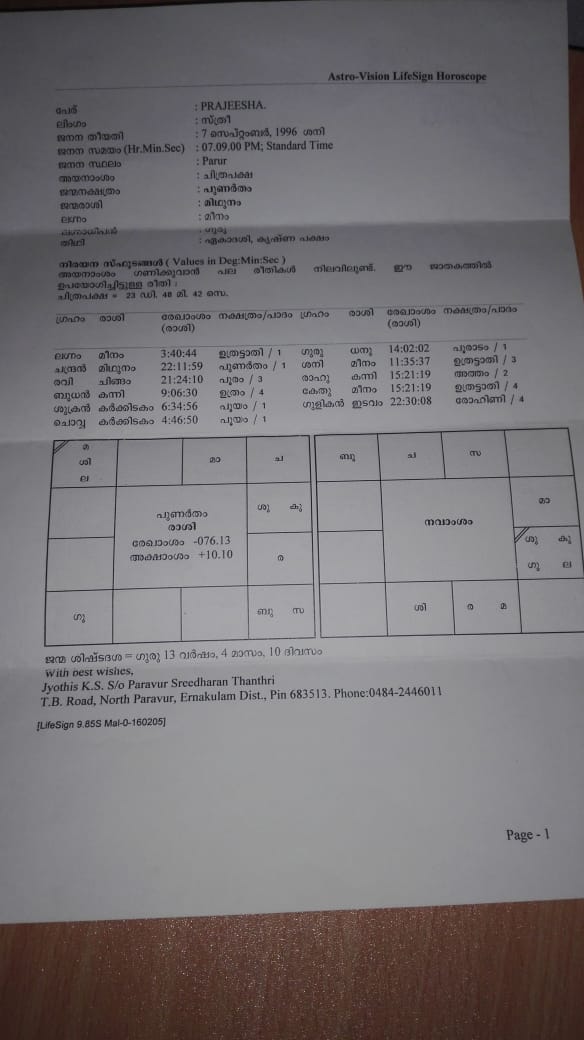 Astro-Vision LifeSign Horoscope
പേര് : PRAJEESHA.
ലിംഗം : സ്ത്രീ
ജനന തീയതി : 7 സെപ്റ്റംബർ, 1996 ശനി
ജനന സമയം (Hr.Min.Sec) : 07.09.00 PM; Standard Time
ജനന സ്ഥലം : Parur
അയനാംശം : ചിത്രപക്ഷ
ജന്മനക്ഷത്രം : പുണർതം
ജന്മരാശി : മിഥുനം
ലഗ്നം : മീനം
ലഗ്നാധിപൻ : ഗുരു
തിഥി : ഏകാദശി, കൃഷ്ണ പക്ഷം
നിരയന സ്ഫുടങ്ങൾ ( Values in Deg:Min:Sec )
അയനാംശം ഗണിക്കുവാൻ പല രീതികൾ നിലവിലുണ്ട്. ഈ ജാതകത്തിൽ
ഉപയോഗിച്ചിട്ടുള്ള രീതി :
ചിത്രപക്ഷ = 23 ഡി. 48 മി. 42 സെ.
ഗ്രഹം രാശി രേഖാംശം നക്ഷത്രം/പാദം ഗ്രഹം രാശി രേഖാംശം നക്ഷത്രം/പാദം
(രാശി) (രാശി)
ലഗ്നം മീനം 3:40:44 ഉത്രട്ടാതി / 1 ഗുരു ധനു 14:02:02 പൂരാടം / 1
ചന്ദ്രൻ മിഥുനം 22:11:59 പുണർതം / 1 ശനി മീനം 11:35:37 ഉത്രട്ടാതി / 3
രവി ചിങ്ങം 21:24:10 പൂരം / 3 രാഹു കന്നി 15:21:19 അത്തം / 2
ബുധൻ കന്നി 9:06:30 ഉത്രം / 4 കേതു മീനം 15:21:19 ഉത്രട്ടാതി / 4
ശുക്രൻ കർക്കിടകം 6:34:56 പൂയം / 1 ഗുളികൻ ഇടവം 22:30:08 രോഹിണി / 4
ചൊവ്വ കർക്കിടകം 4:46:50 പൂയം / 1
മ
ശി
ല
മാ
ച
ശു കു
ര
ഗു
ബു സ
പുണർതം
രാശി
രേഖാംശം -076.13
അക്ഷാംശം +10.10
ബു
ച
സ
മാ
നവാംശം
ശു കു
ഗു ല
ശി
ര മ
ജന്മ ശിഷ്ടദശ = ഗുരു 13 വർഷം, 4 മാസം, 10 ദിവസം
With best wishes,
Jyothis K.S. S/o Paravur Sreedharan Thanthri
T.B. Road, North Paravur, Ernakulam Dist., Pin 683513. Phone:0484-2446011
[LifeSign 9.85S Mal-0-160205]
Page - 1